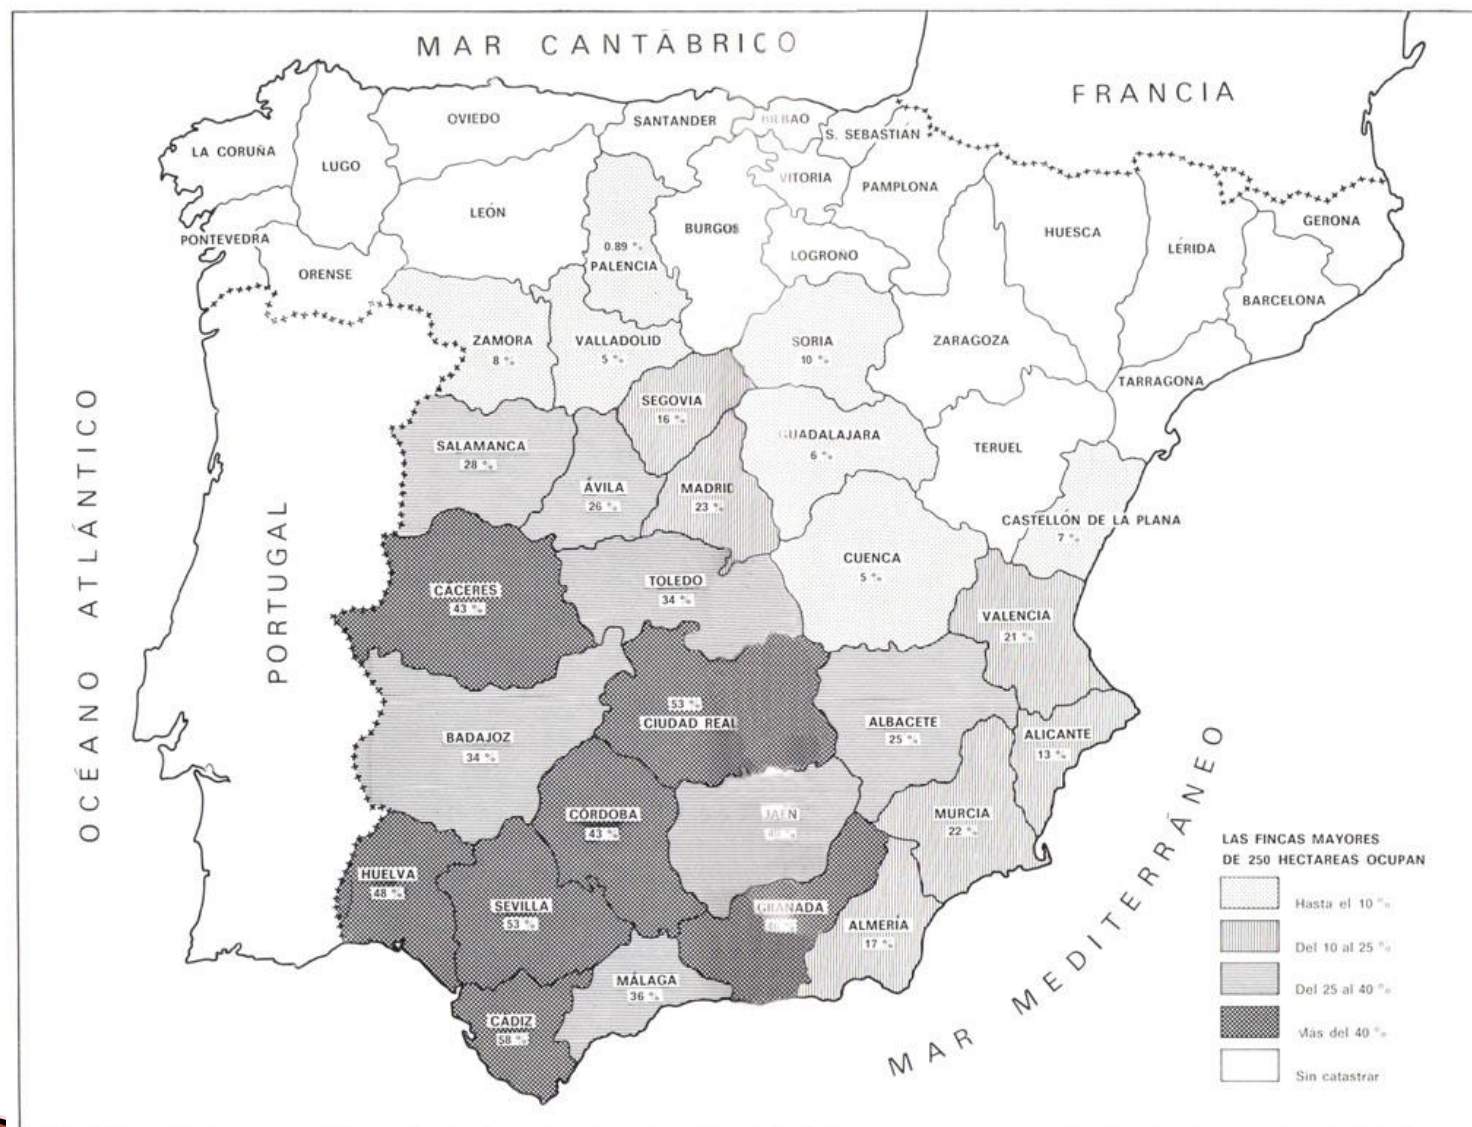 MAR CANTÁBRICO
FRANCIA
OCÉANO ATLÁNTICO
PORTUGAL
MAR MEDITERRÁNEO
LA CORUÑA
LUGO
OVIEDO
SANTANDER
BILBAO
S. SEBASTIÁN
VITORIA
PAMPLONA
PONTEVEDRA
ORENSE
LEÓN
0.89 %
PALENCIA
BURGOS
LOGROÑO
HUESCA
LÉRIDA
GERONA
BARCELONA
ZAMORA
8 %
VALLADOLID
5 %
SORIA
10 %
ZARAGOZA
TARRAGONA
SEGOVIA
16 %
SALAMANCA
28 %
ÁVILA
26 %
MADRID
23 %
GUADALAJARA
6 %
TERUEL
CASTELLÓN DE LA PLANA
7 %
CUENCA
5 %
CÁCERES
43 %
TOLEDO
34 %
VALENCIA
21 %
BADAJOZ
34 %
53 %
CIUDAD REAL
ALBACETE
25 %
ALICANTE
13 %
CÓRDOBA
43 %
JAÉN
MURCIA
22 %
HUELVA
48 %
SEVILLA
53 %
GRANADA
ALMERÍA
17 %
MÁLAGA
36 %
CÁDIZ
58 %
LAS FINCAS MAYORES
DE 250 HECTAREAS OCUPAN
Hasta el 10 %
Del 10 al 25 %
Del 25 al 40 %
Más del 40 %
Sin catastrar